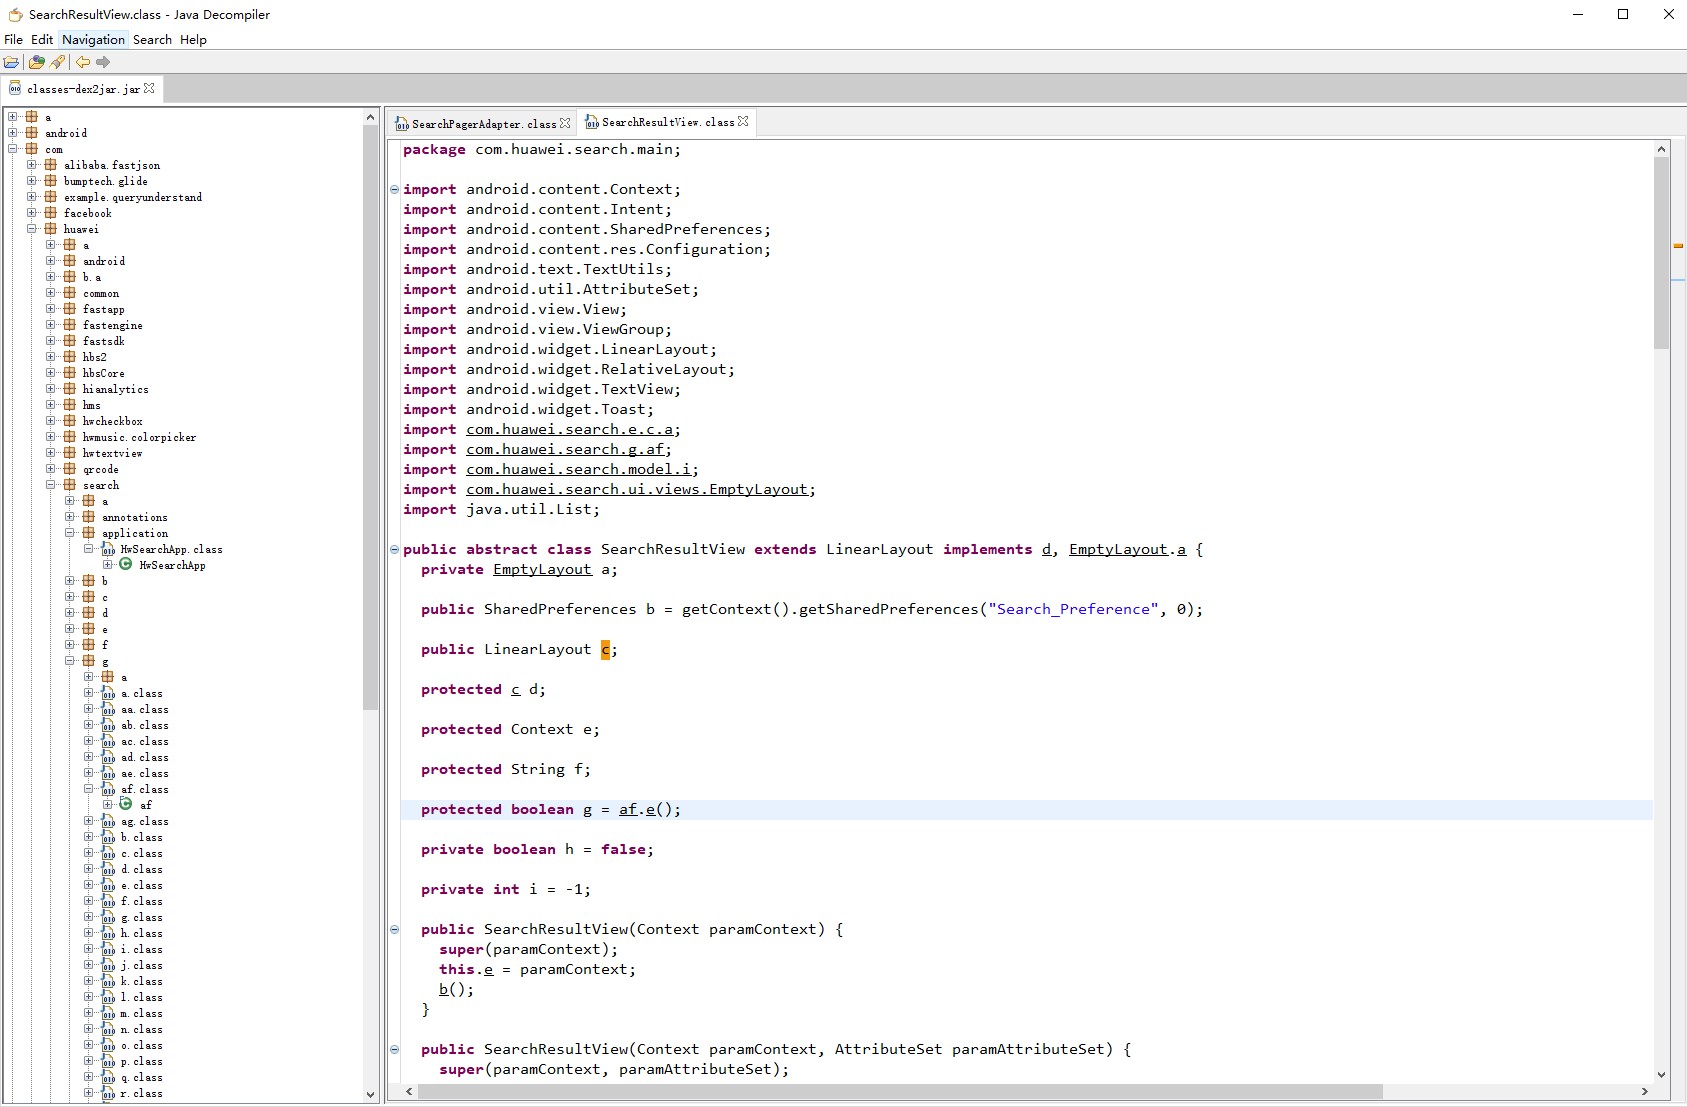 SearchResultView.class - Java Decompiler
File Edit Navigation Search Help
classes-dex2jar.jar
a
android
com
alibaba.fastjson
bumptech.glide
example.queryunderstand
facebook
huawei
a
android
b.a
common
fastapp
fastengine
fastsdk
hbs2
hbsCore
hianalytics
hms
hwcheckbox
hwmusic.colorpicker
hwtextview
qrcode
search
a
annotations
application
HwSearchApp.class
HwSearchApp
b
c
d
e
f
g
a
a.class
aa.class
ab.class
ac.class
ad.class
ae.class
af.class
af
ag.class
b.class
c.class
d.class
e.class
f.class
g.class
h.class
i.class
j.class
k.class
l.class
m.class
n.class
o.class
p.class
q.class
r.class
SearchPagerAdapter.class SearchResultView.class
package com.huawei.search.main;
import android.content.Context;
import android.content.Intent;
import android.content.SharedPreferences;
import android.content.res.Configuration;
import android.text.TextUtils;
import android.util.AttributeSet;
import android.view.View;
import android.view.ViewGroup;
import android.widget.LinearLayout;
import android.widget.RelativeLayout;
import android.widget.TextView;
import android.widget.Toast;
import com.huawei.search.e.c.a;
import com.huawei.search.g.af;
import com.huawei.search.model.i;
import com.huawei.search.ui.views.EmptyLayout;
import java.util.List;
public abstract class SearchResultView extends LinearLayout implements d, EmptyLayout.a {
private EmptyLayout a;
public SharedPreferences b = getContext().getSharedPreferences("Search_Preference", 0);
public LinearLayout c;
protected c d;
protected Context e;
protected String f;
protected boolean g = af.e();
private boolean h = false;
private int i = -1;
public SearchResultView(Context paramContext) {
super(paramContext);
this.e = paramContext;
b();
}
public SearchResultView(Context paramContext, AttributeSet paramAttributeSet) {
super(paramContext, paramAttributeSet);